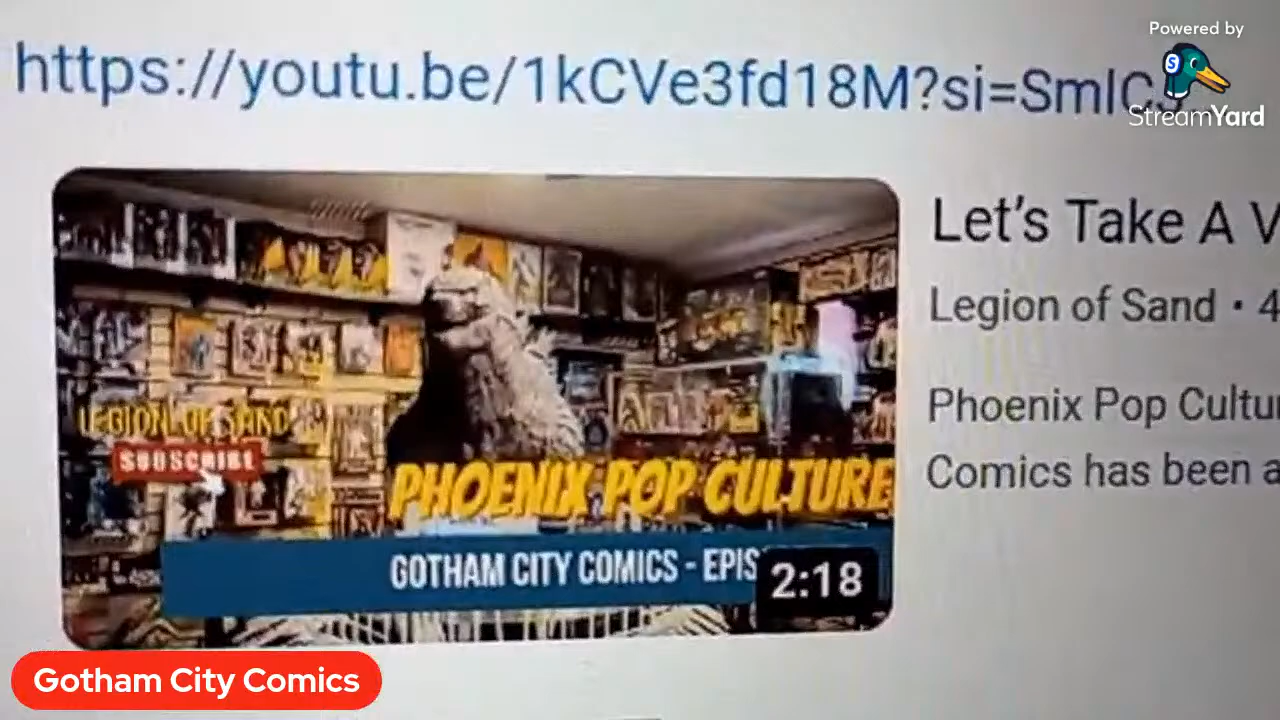 Powered by
StreamYard
https://youtu.be/1kCVe3fd18M?si=SmlCJ
Let's Take A V
Legion of Sand • 4
Phoenix Pop Cultu
Comics has been a
LEGION OF SAND
SUBSCRIBE
PHOENIX POP CULTURE
GOTHAM CITY COMICS - EPIS
2:18
Gotham City Comics